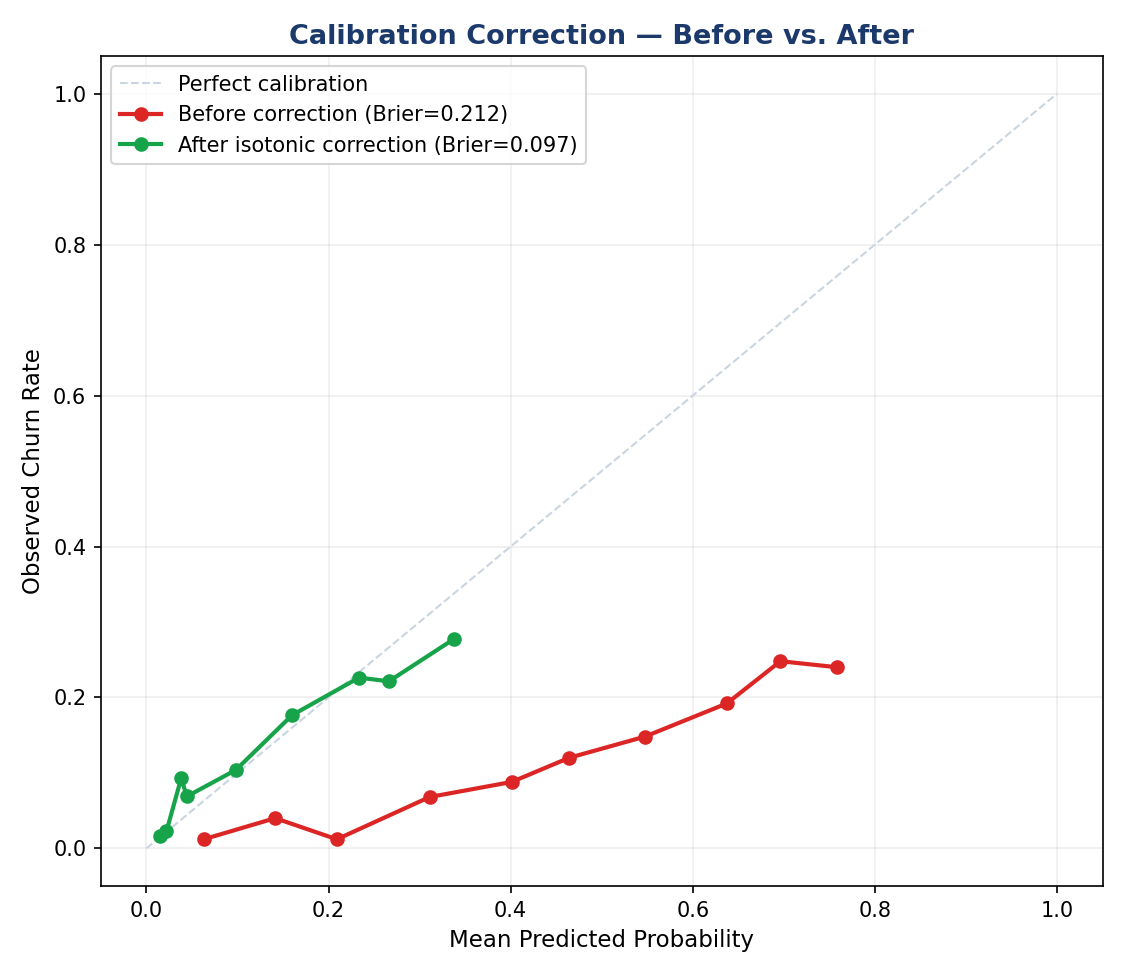 Calibration Correction — Before vs. After
Perfect calibration
Before correction (Brier=0.212)
After isotonic correction (Brier=0.097)
Observed Churn Rate
1.0
0.8
0.6
0.4
0.2
0.0
0.0 0.2 0.4 0.6 0.8 1.0
Mean Predicted Probability